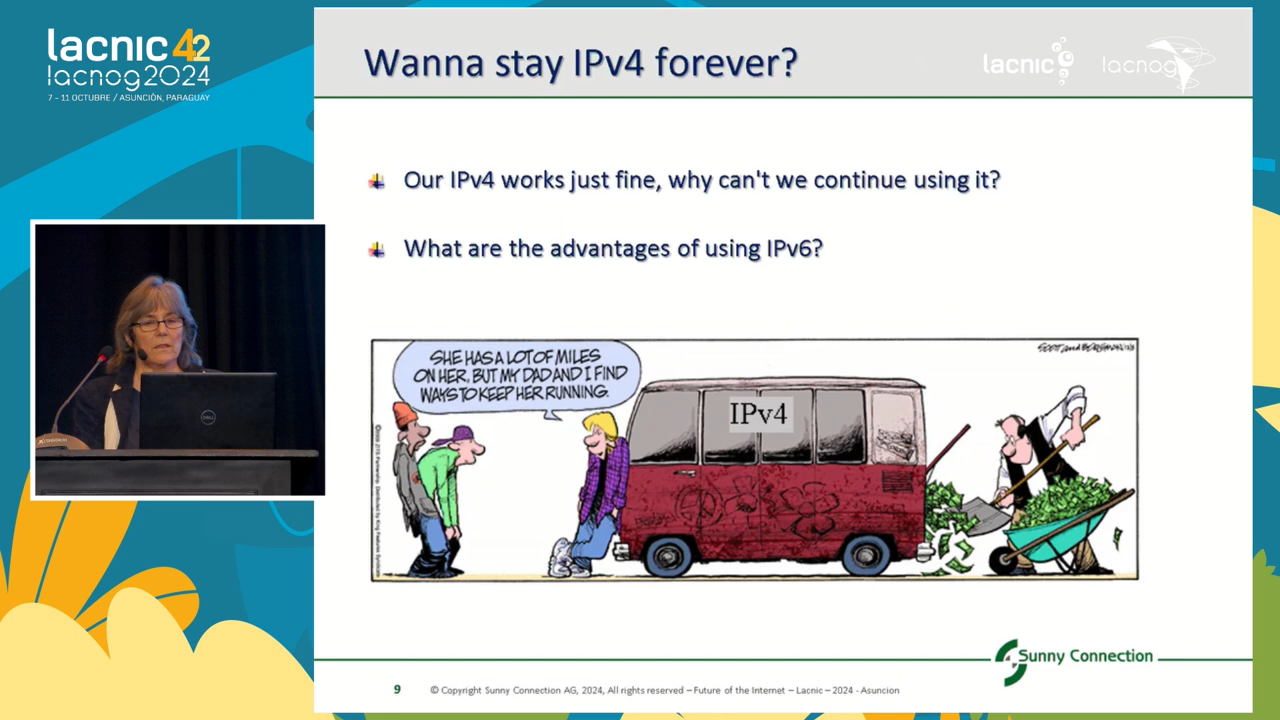 lacnic 42
lacnog2024
7 - 11 OCTUBRE / ASUNCIÓN, PARAGUAY
Wanna stay IPv4 forever?
lacnic
lacnog
Our IPv4 works just fine, why can't we continue using it?
What are the advantages of using IPv6?
SHE HAS A LOT OF MILES
ON HER, BUT MY DAD AND I FIND
WAYS TO KEEP HER RUNNING.
IPv4
DELL
Sunny Connection
9
© Copyright Sunny Connection AG, 2024, All rights reserved – Future of the Internet – Lacnic – 2024 - Asuncion